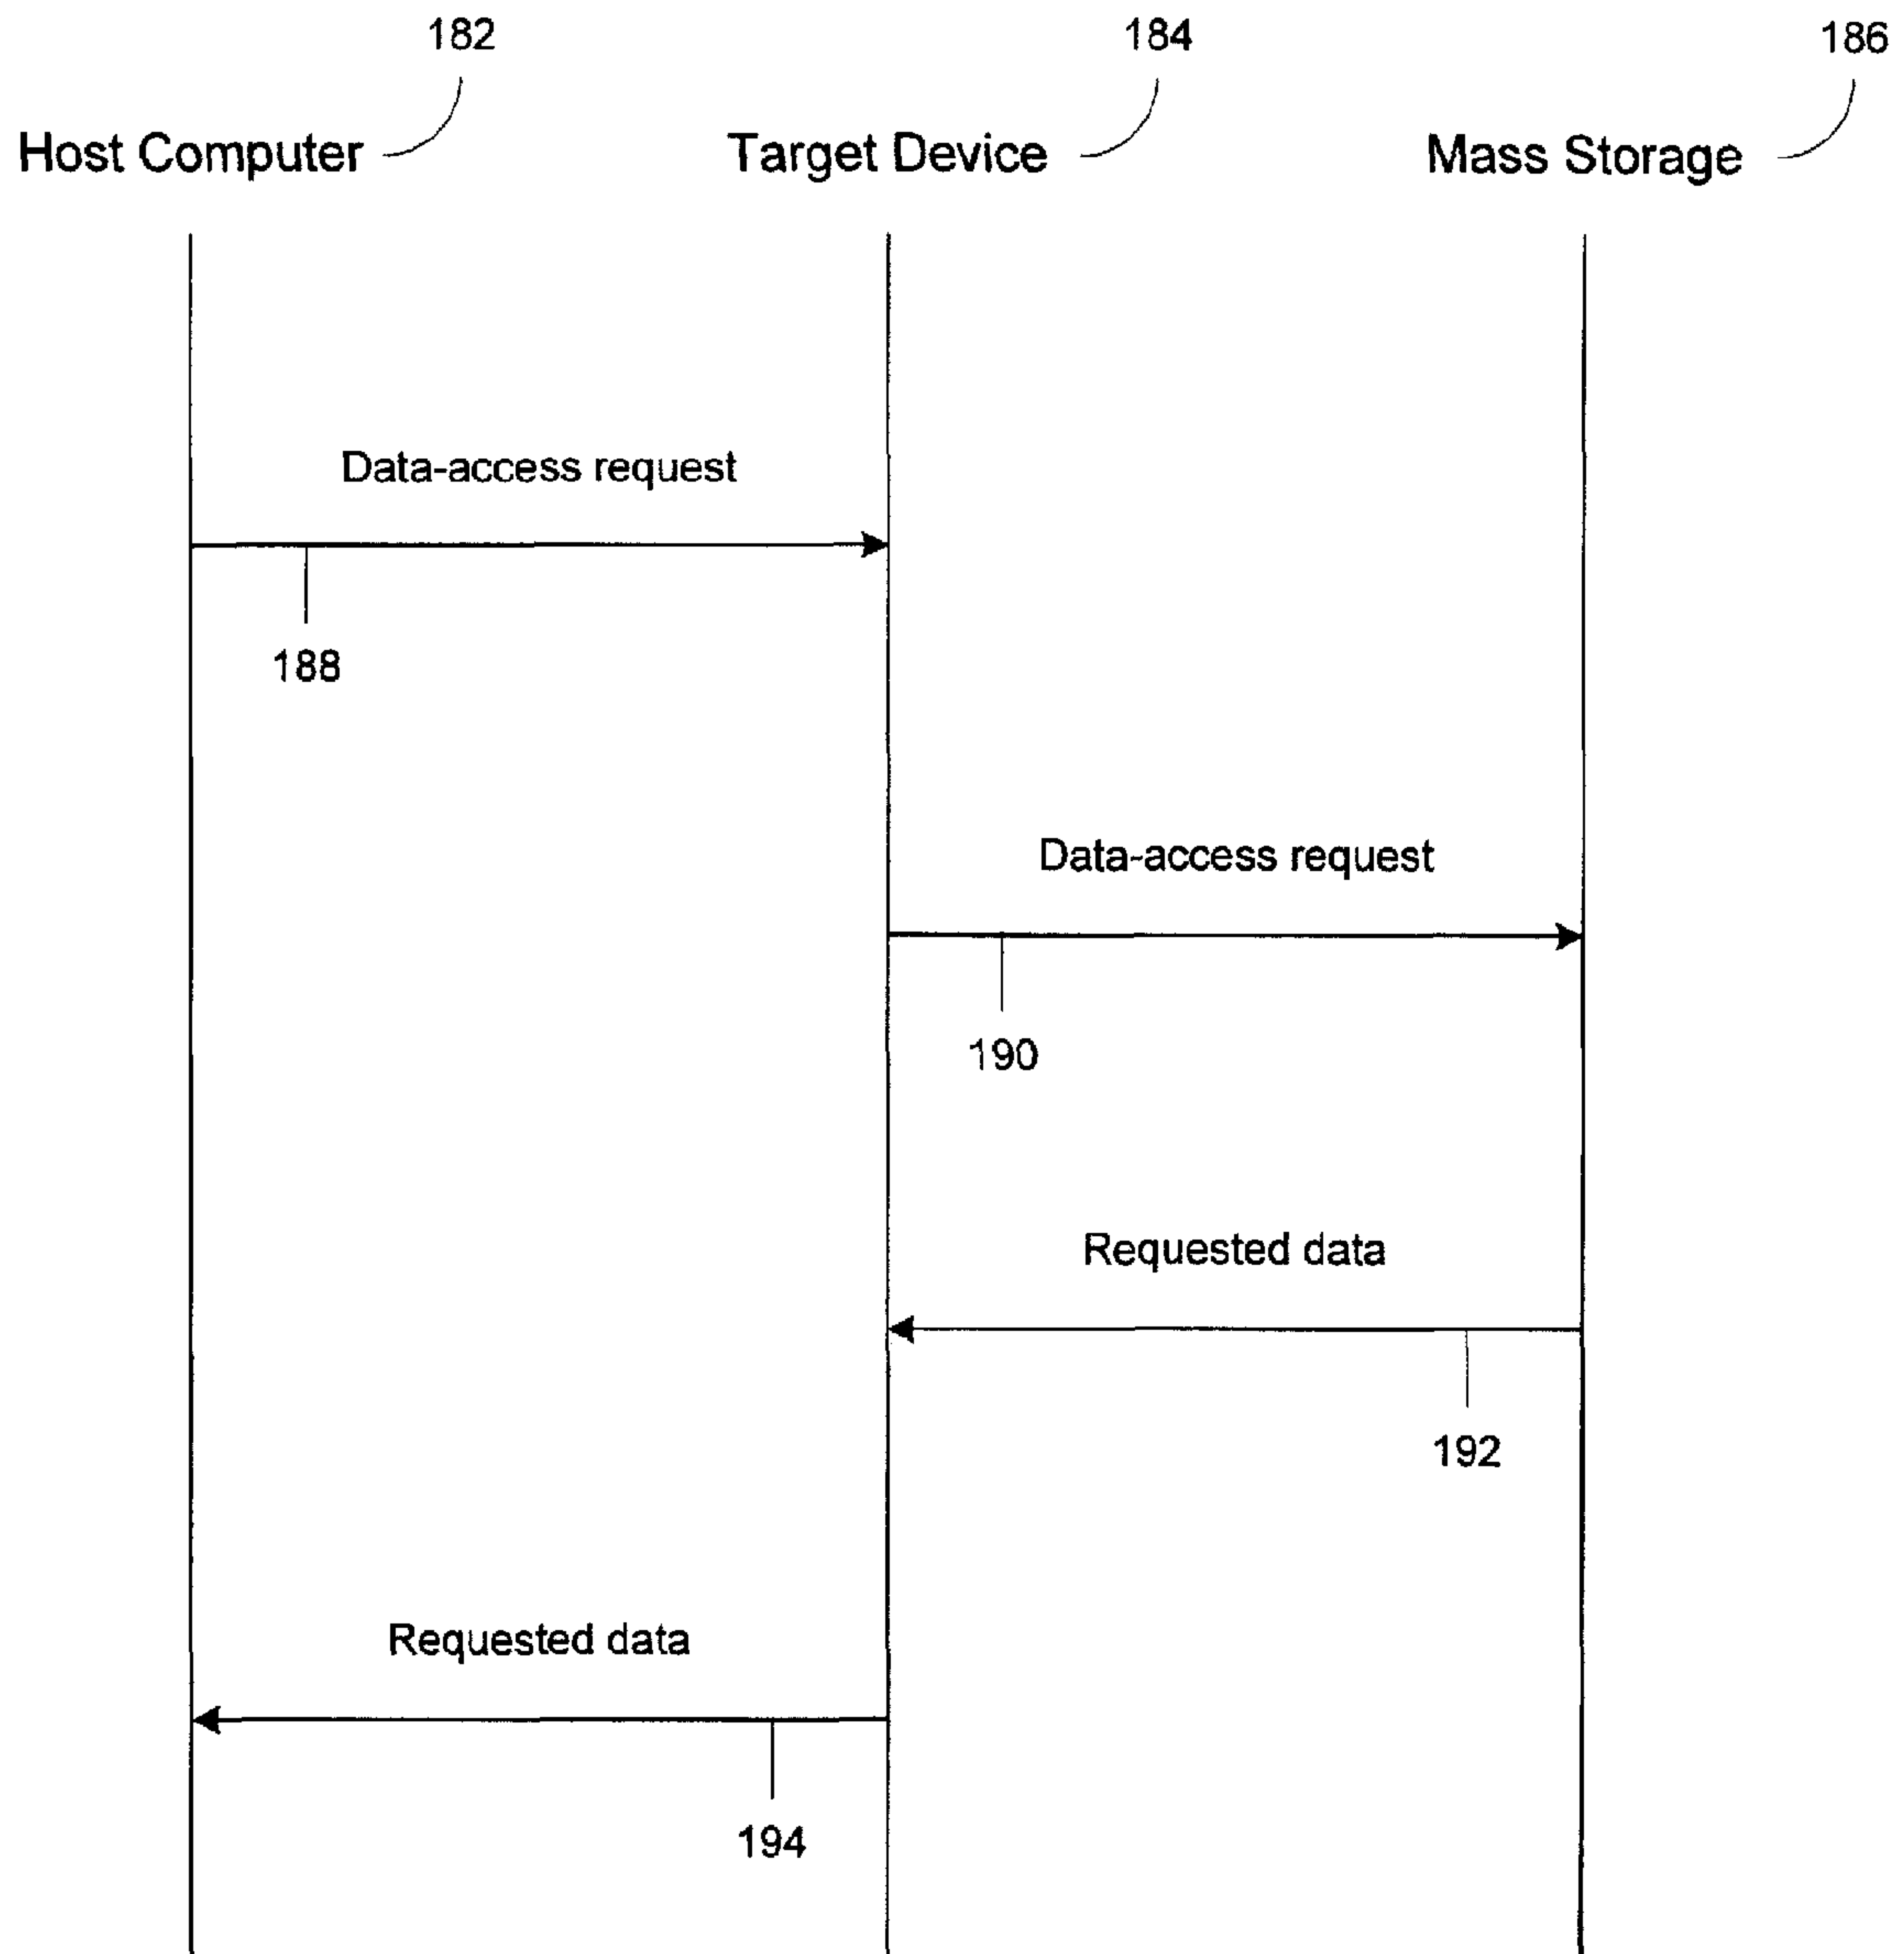 182
184
186
Host Computer
Target Device
Mass Storage
Data-access request
188
Data-access request
190
Requested data
192
Requested data
194